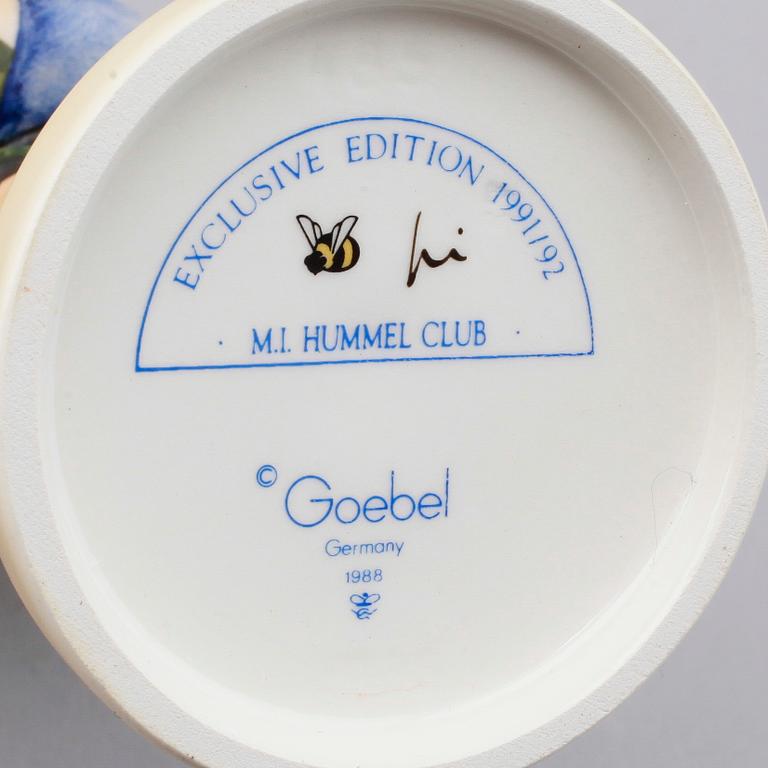 EXCLUSIVE EDITION 1991/92
M.I. HUMMEL CLUB
© Goebel
Germany
1988